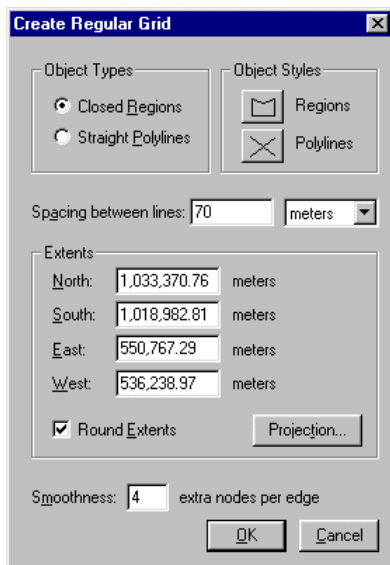 Create Regular Grid
Object Types
Closed Regions
Straight Polylines
Object Styles
Regions
Polylines
Spacing between lines: 70 meters
Extents
North: 1,033,370.76 meters
South: 1,018,982.81 meters
East: 550,767.29 meters
West: 536,238.97 meters
Round Extents Projection...
Smoothness: 4 extra nodes per edge
OK Cancel